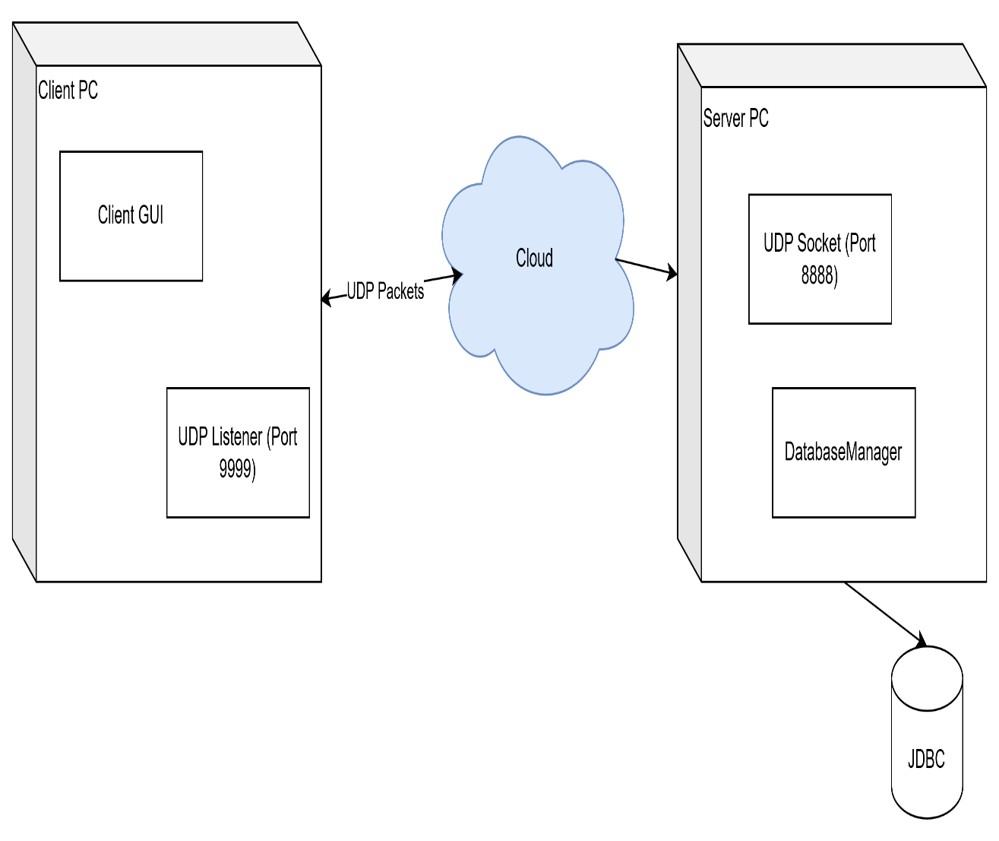 Client PC
Client GUI
UDP Listener (Port
9999)
UDP Packets
Cloud
Server PC
UDP Socket (Port
8888)
DatabaseManager
JDBC